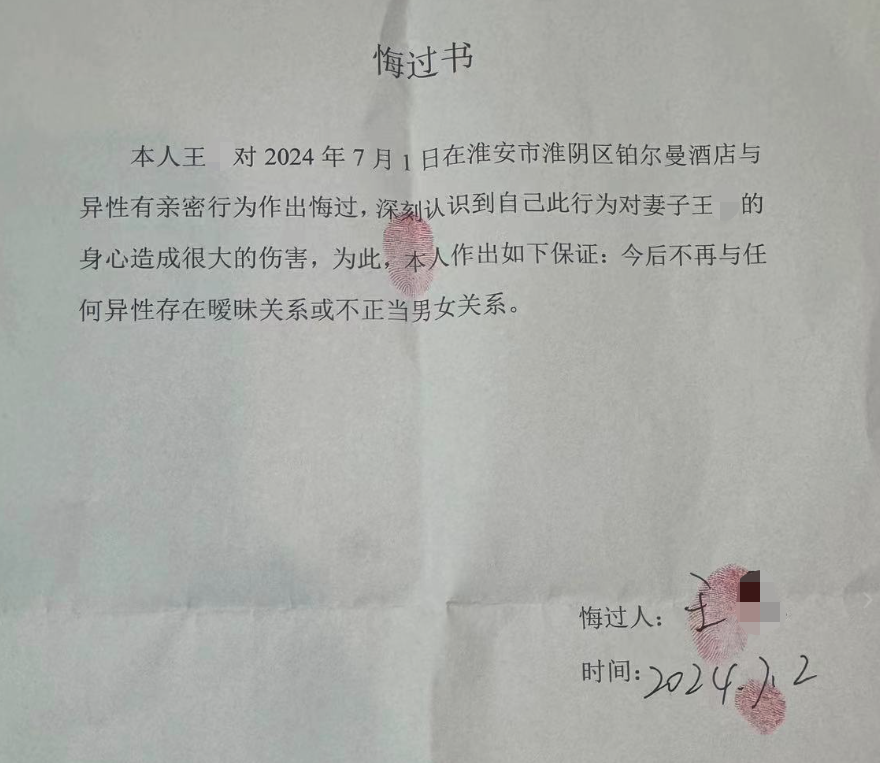 悔过书
本人王 对2024年7月1日在淮安市淮阴区铂尔曼酒店与
异性有亲密行为作出悔过，深刻认识到自己此行为对妻子王 的
身心造成很大的伤害，为此，本人作出如下保证：今后不再与任
何异性存在暧昧关系或不正当男女关系。
悔过人：王
时间：2024.7.2